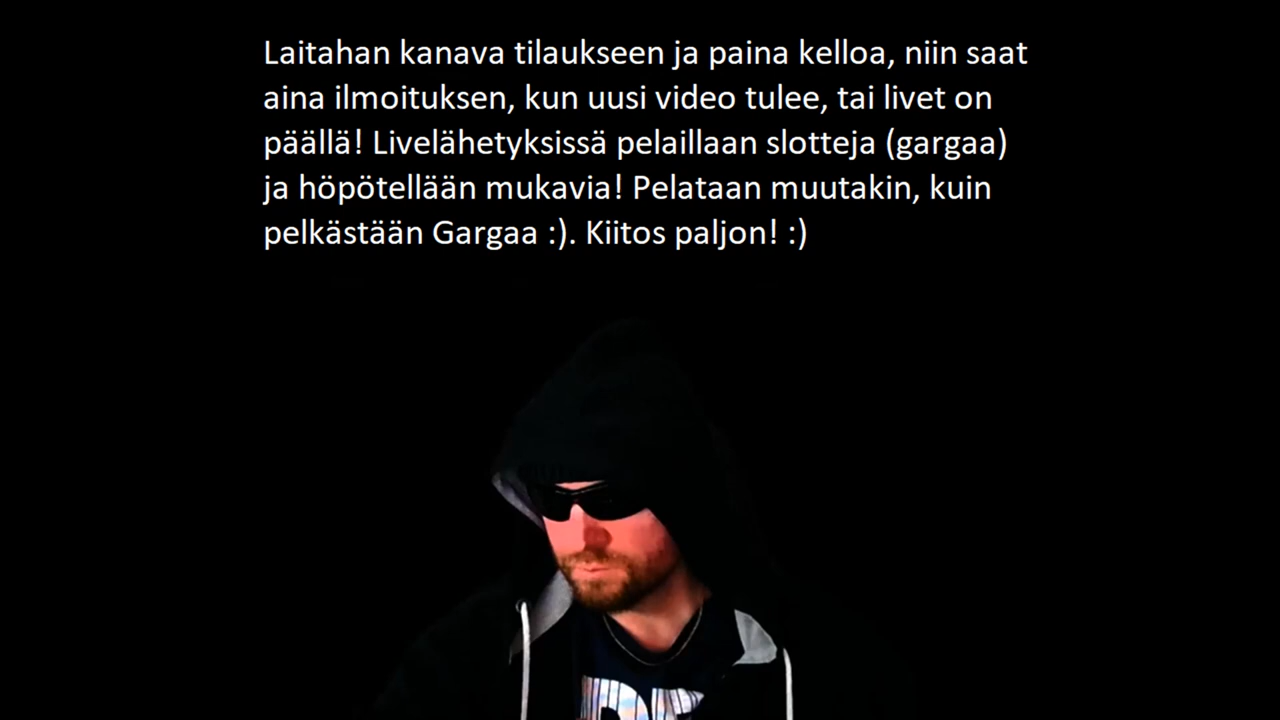 Laitahan kanava tilaukseen ja paina kelloa, niin saat
aina ilmoituksen, kun uusi video tulee, tai livet on
päällä! Livelähetyksissä pelaillaan slotteja (gargaa)
ja höpötellään mukavia! Pelataan muutakin, kuin
pelkästään Gargaa :). Kiitos paljon! :)